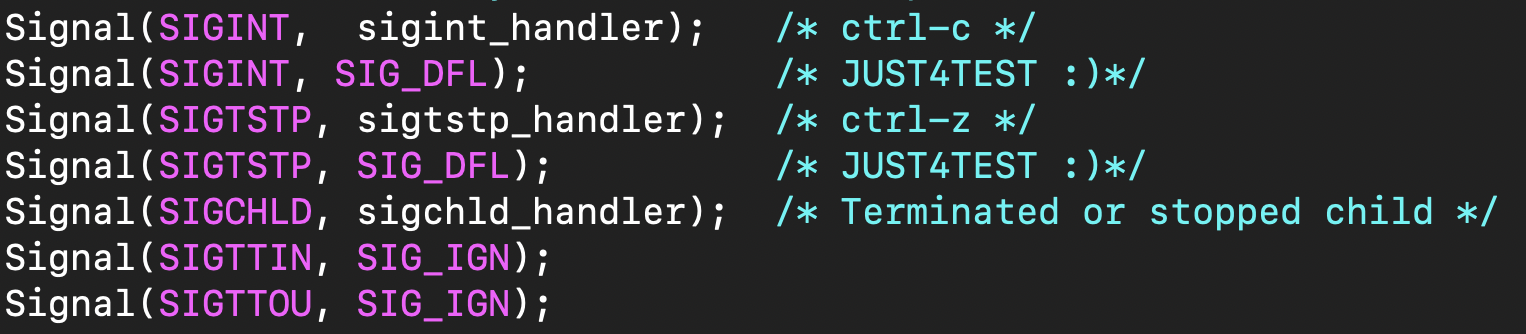 Signal(SIGINT,  sigint_handler);   /* ctrl-c */
Signal(SIGINT, SIG_DFL);           /* JUST4TEST :)*/
Signal(SIGTSTP, sigtstp_handler);  /* ctrl-z */
Signal(SIGTSTP, SIG_DFL);          /* JUST4TEST :)*/
Signal(SIGCHLD, sigchld_handler);  /* Terminated or stopped child */
Signal(SIGTTIN, SIG_IGN);
Signal(SIGTTOU, SIG_IGN);